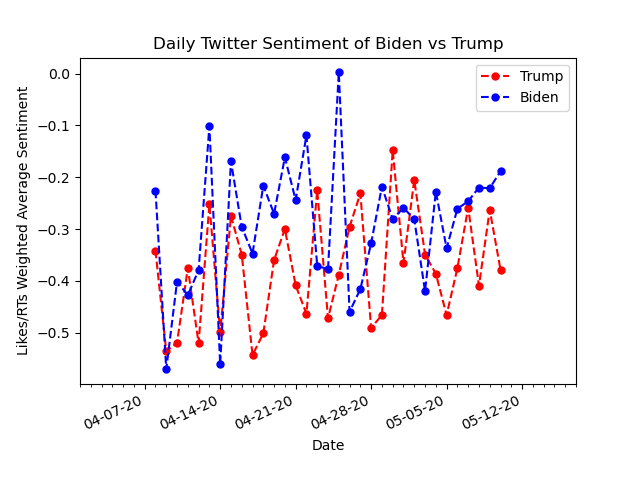 Daily Twitter Sentiment of Biden vs Trump
Trump
Biden
Likes/RTs Weighted Average Sentiment
0.0
−0.1
−0.2
−0.3
−0.4
−0.5
04-07-20
04-14-20
04-21-20
04-28-20
05-05-20
05-12-20
Date